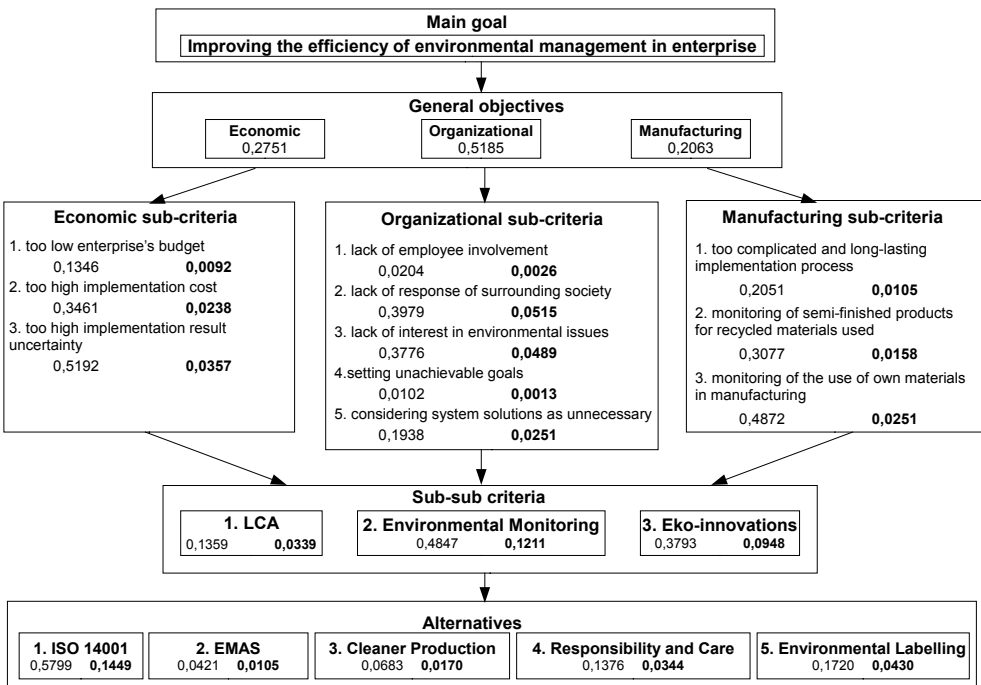 Main goal
Improving the efficiency of environmental management in enterprise
General objectives
Economic
0,2751
Organizational
0,5185
Manufacturing
0,2063
Economic sub-criteria
1. too low enterprise's budget
0,1346 0,0092
2. too high implementation cost
0,3461 0,0238
3. too high implementation result
uncertainty
0,5192 0,0357
Organizational sub-criteria
1. lack of employee involvement
0,0204 0,0026
2. lack of response of surrounding society
0,3979 0,0515
3. lack of interest in environmental issues
0,3776 0,0489
4.setting unachievable goals
0,0102 0,0013
5. considering system solutions as unnecessary
0,1938 0,0251
Manufacturing sub-criteria
1. too complicated and long-lasting
implementation process
0,2051 0,0105
2. monitoring of semi-finished products
for recycled materials used
0,3077 0,0158
3. monitoring of the use of own materials
in manufacturing
0,4872 0,0251
Sub-sub criteria
1. LCA
0,1359 0,0339
2. Environmental Monitoring
0,4847 0,1211
3. Eko-innovations
0,3793 0,0948
Alternatives
1. ISO 14001
0,5799 0,1449
2. EMAS
0,0421 0,0105
3. Cleaner Production
0,0683 0,0170
4. Responsibility and Care
0,1376 0,0344
5. Environmental Labelling
0,1720 0,0430